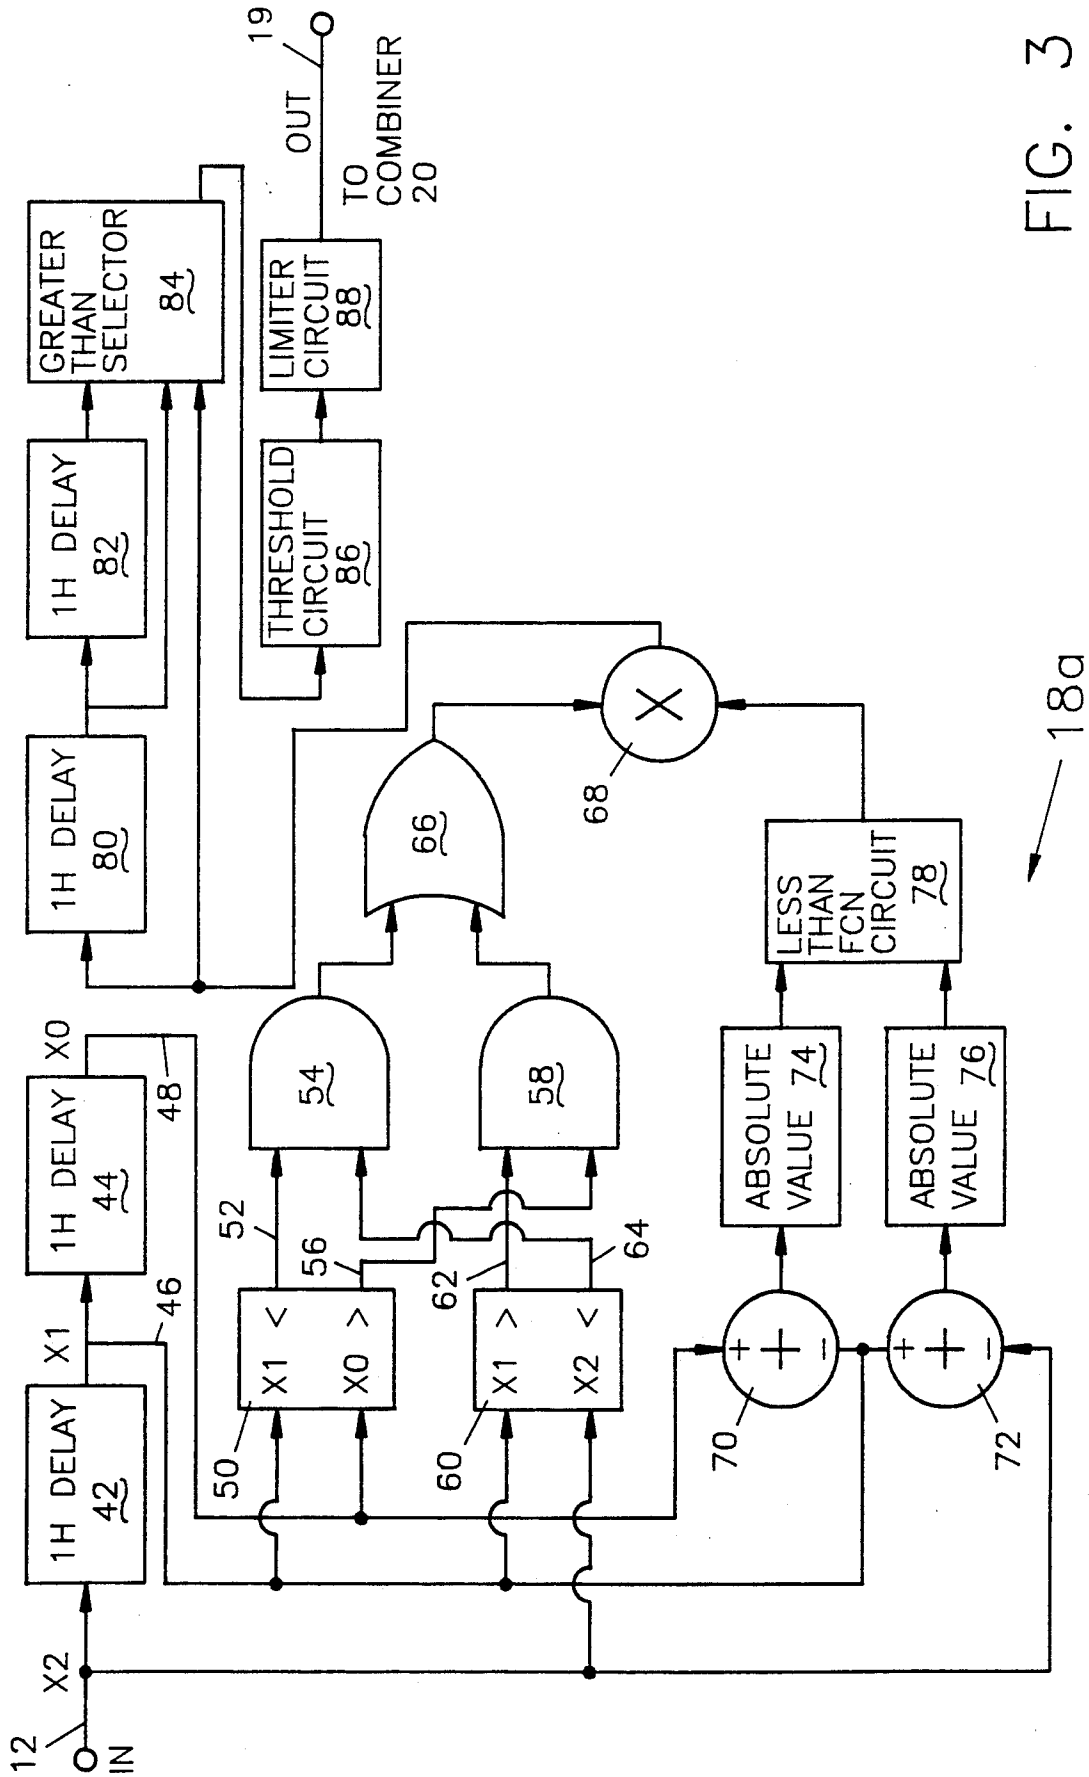 12
IN
X2
1H DELAY
42
X1
46
1H DELAY
44
X0
48
1H DELAY
80
1H DELAY
82
GREATER
THAN
SELECTOR
84
THRESHOLD
CIRCUIT
86
LIMITER
CIRCUIT
88
OUT
19
TO
COMBINER
20
50
X1 <
X0 >
52
56
54
60
X1 >
X2 <
62
64
58
66
68
X
70
+
+
−
72
+
+
−
ABSOLUTE
VALUE 74
ABSOLUTE
VALUE 76
LESS
THAN
FCN
CIRCUIT
78
18a
FIG. 3